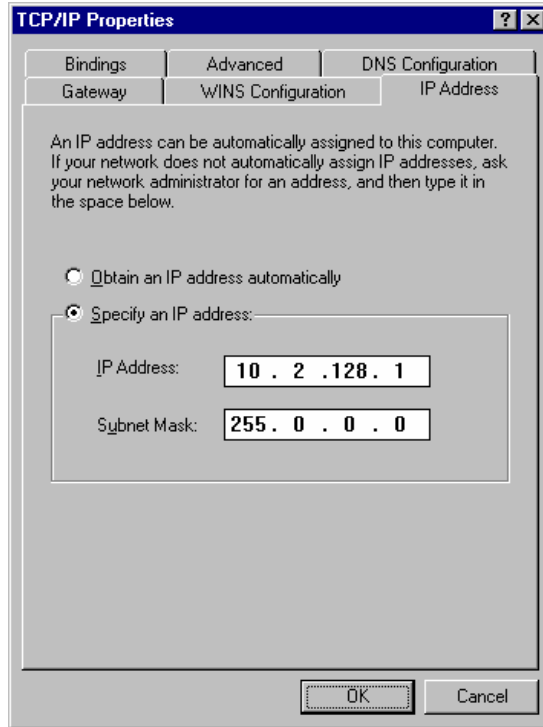 TCP/IP Properties ? ×
Bindings Advanced DNS Configuration
Gateway WINS Configuration IP Address
An IP address can be automatically assigned to this computer.
If your network does not automatically assign IP addresses, ask
your network administrator for an address, and then type it in
the space below.
Obtain an IP address automatically
Specify an IP address:
IP Address: 10 . 2 .128. 1
Subnet Mask: 255. 0 . 0 . 0
OK Cancel